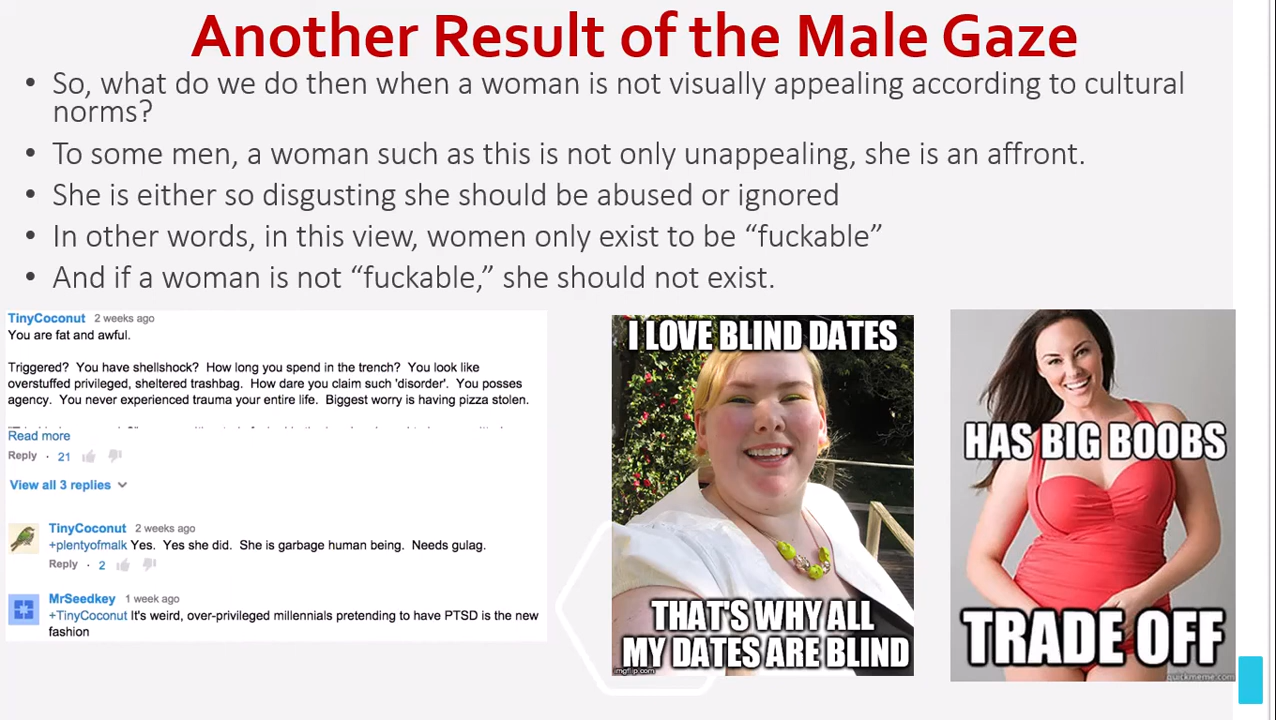 Another Result of the Male Gaze
• So, what do we do then when a woman is not visually appealing according to cultural
norms?
• To some men, a woman such as this is not only unappealing, she is an affront.
• She is either so disgusting she should be abused or ignored
• In other words, in this view, women only exist to be “fuckable”
• And if a woman is not “fuckable,” she should not exist.
TinyCoconut 2 weeks ago
You are fat and awful.
Triggered? You have shellshock? How long you spend in the trench? You look like
overstuffed privileged, sheltered trashbag. How dare you claim such 'disorder'. You posses
agency. You never experienced trauma your entire life. Biggest worry is having pizza stolen.
Read more
Reply · 21
View all 3 replies
TinyCoconut 2 weeks ago
+plentyofmalk Yes. Yes she did. She is garbage human being. Needs gulag.
Reply · 2
MrSeedkey 1 week ago
+TinyCoconut It's weird, over-privileged millennials pretending to have PTSD is the new
fashion
I LOVE BLIND DATES
THAT'S WHY ALL
MY DATES ARE BLIND
imgflip.com
HAS BIG BOOBS
TRADE OFF
quickmeme.com